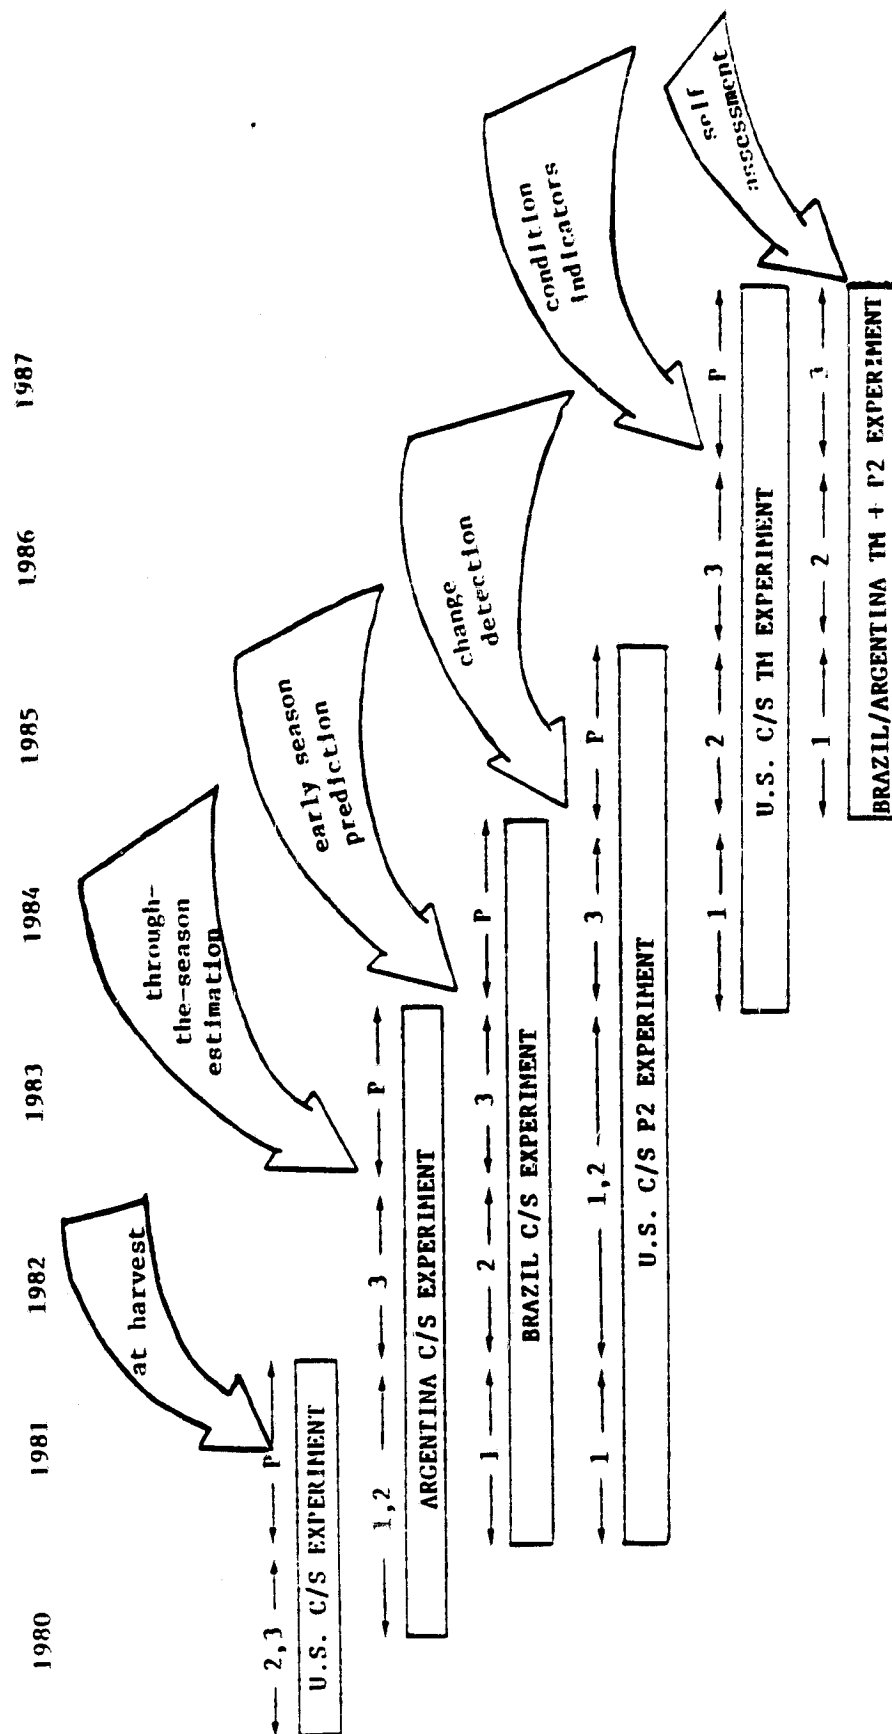 1980 1981 1982 1983 1984 1985 1986 1987
at harvest
through-
the-season
estimation
early season
prediction
change
detection
condition
indicators
self
assessment
2,3 P
U.S. C/S EXPERIMENT
1,2 3 P
ARGENTINA C/S EXPERIMENT
1 2 3 P
BRAZIL C/S EXPERIMENT
1 1,2 3 P
U.S. C/S P2 EXPERIMENT
1 2 3 P
U.S. C/S TM EXPERIMENT
1 2 3
BRAZIL/ARGENTINA TM + P2 EXPERIMENT